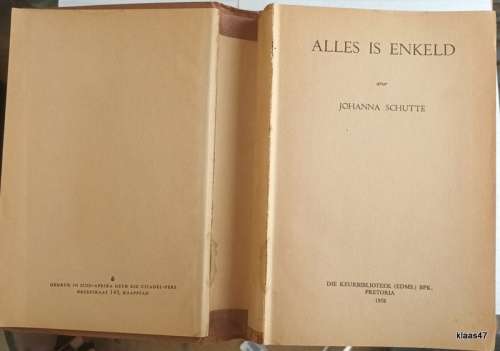 GEDRUK IN SUID-AFRIKA DEUR DIE CITADEL-PERS
BREESTRAAT 145, KAAPSTAD
ALLES IS ENKELD
deur
JOHANNA SCHUTTE
DIE KEURBIBLIOTEEK (EDMS.) BPK.
PRETORIA
klaas47